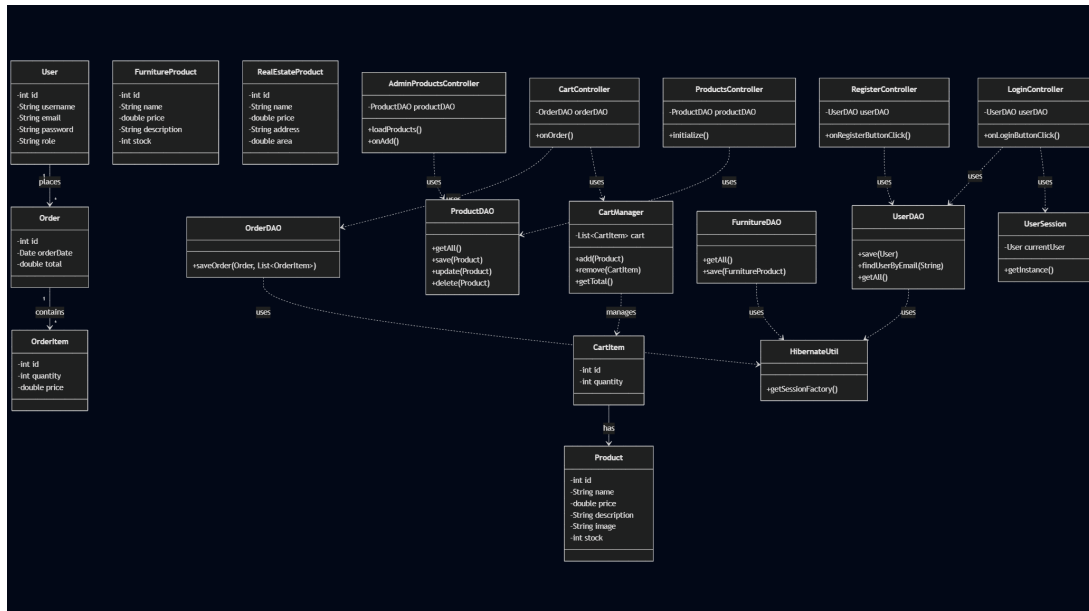 User
-int id
-String username
-String email
-String password
-String role
FurnitureProduct
-int id
-String name
-double price
-String description
-int stock
RealEstateProduct
-int id
-String name
-double price
-String address
-double area
AdminProductsController
-ProductDAO productDAO
+loadProducts()
+onAdd()
CartController
-OrderDAO orderDAO
+onOrder()
ProductsController
-ProductDAO productDAO
+initialize()
RegisterController
-UserDAO userDAO
+onRegisterButtonClick()
LoginController
-UserDAO userDAO
+onLoginButtonClick()
1
places
*
uses
uses
uses
uses
uses
uses
uses
Order
-int id
-Date orderDate
-double total
OrderDAO
+saveOrder(Order, List<OrderItem>)
ProductDAO
+getAll()
+save(Product)
+update(Product)
+delete(Product)
CartManager
-List<CartItem> cart
+add(Product)
+remove(CartItem)
+getTotal()
FurnitureDAO
+getAll()
+save(FurnitureProduct)
UserDAO
+save(User)
+findUserByEmail(String)
+getAll()
UserSession
-User currentUser
+getInstance()
1
contains
*
uses
manages
uses
uses
OrderItem
-int id
-int quantity
-double price
CartItem
-int id
-int quantity
HibernateUtil
+getSessionFactory()
has
Product
-int id
-String name
-double price
-String description
-String image
-int stock